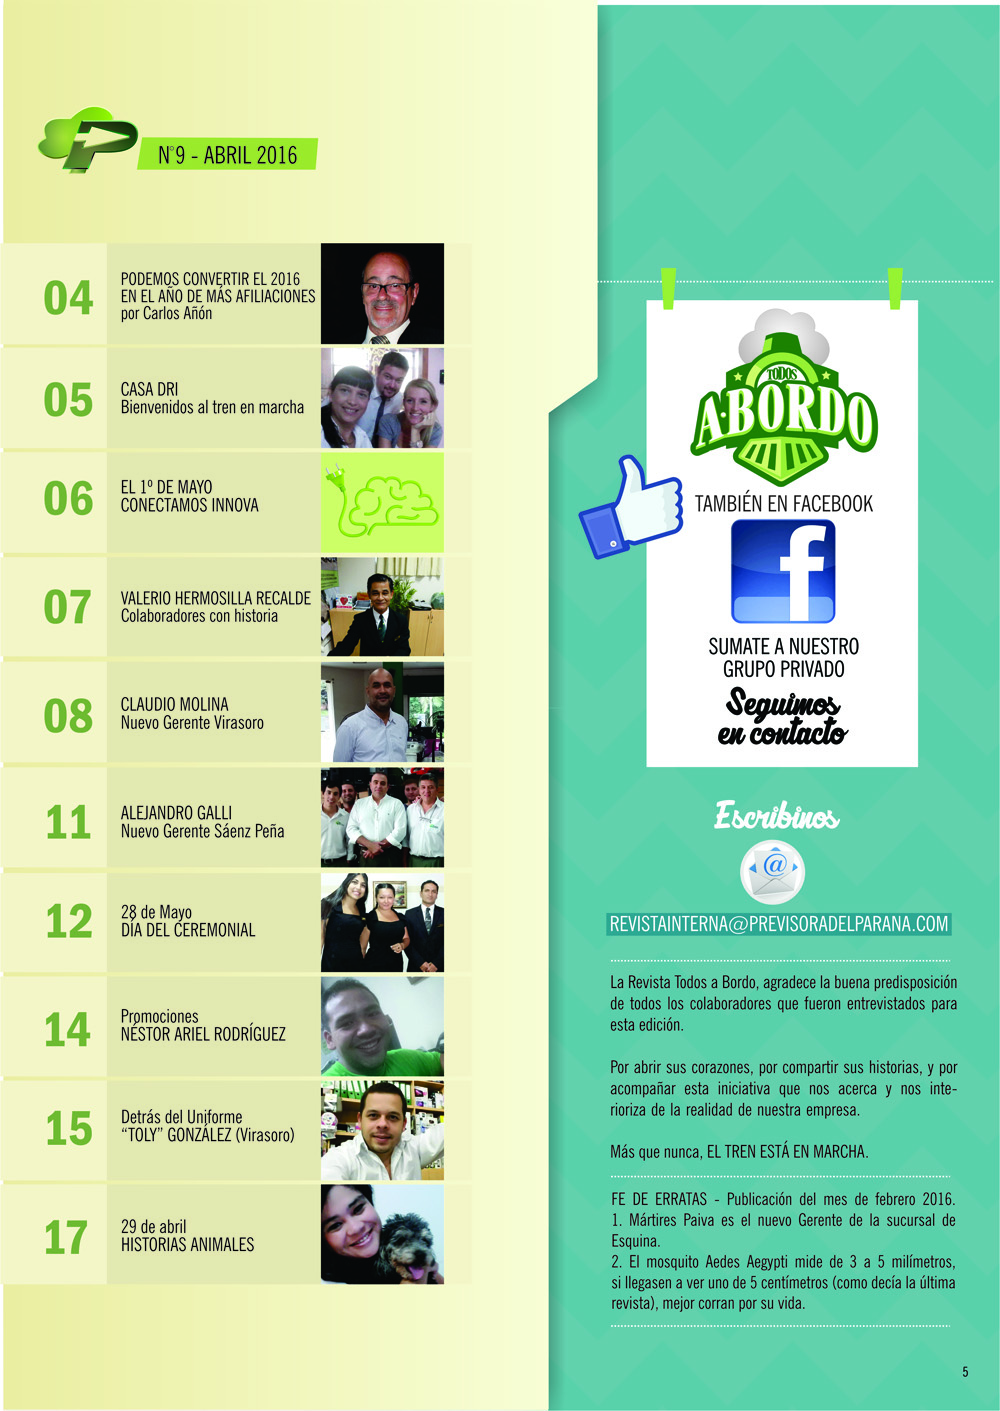 P
N°9 - ABRIL 2016
04
PODEMOS CONVERTIR EL 2016
EN EL AÑO DE MÁS AFILIACIONES
por Carlos Añón
05
CASA DRI
Bienvenidos al tren en marcha
06
EL 1º DE MAYO
CONECTAMOS INNOVA
07
VALERIO HERMOSILLA RECALDE
Colaboradores con historia
08
CLAUDIO MOLINA
Nuevo Gerente Virasoro
11
ALEJANDRO GALLI
Nuevo Gerente Sáenz Peña
12
28 de Mayo
DÍA DEL CEREMONIAL
14
Promociones
NÉSTOR ARIEL RODRÍGUEZ
15
Detrás del Uniforme
“TOLY” GONZÁLEZ (Virasoro)
17
29 de abril
HISTORIAS ANIMALES
TODOS
A·BORDO
TAMBIÉN EN FACEBOOK
f
SUMATE A NUESTRO
GRUPO PRIVADO
Seguimos
en contacto
Escribinos
@
REVISTAINTERNA@PREVISORADELPARANA.COM
La Revista Todos a Bordo, agradece la buena predisposición
de todos los colaboradores que fueron entrevistados para
esta edición.
Por abrir sus corazones, por compartir sus historias, y por
acompañar esta iniciativa que nos acerca y nos inte-
rioriza de la realidad de nuestra empresa.
Más que nunca, EL TREN ESTÁ EN MARCHA.
FE DE ERRATAS - Publicación del mes de febrero 2016.
1. Mártires Paiva es el nuevo Gerente de la sucursal de
Esquina.
2. El mosquito Aedes Aegypti mide de 3 a 5 milímetros,
si llegasen a ver uno de 5 centímetros (como decía la última
revista), mejor corran por su vida.
5